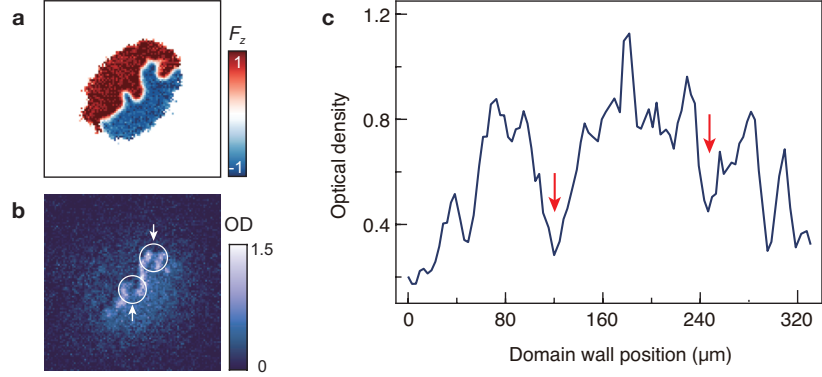 a
F_z
1
-1
b
OD
1.5
0
c
1.2
0.8
0.4
Optical density
0
80
160
240
320
Domain wall position (μm)